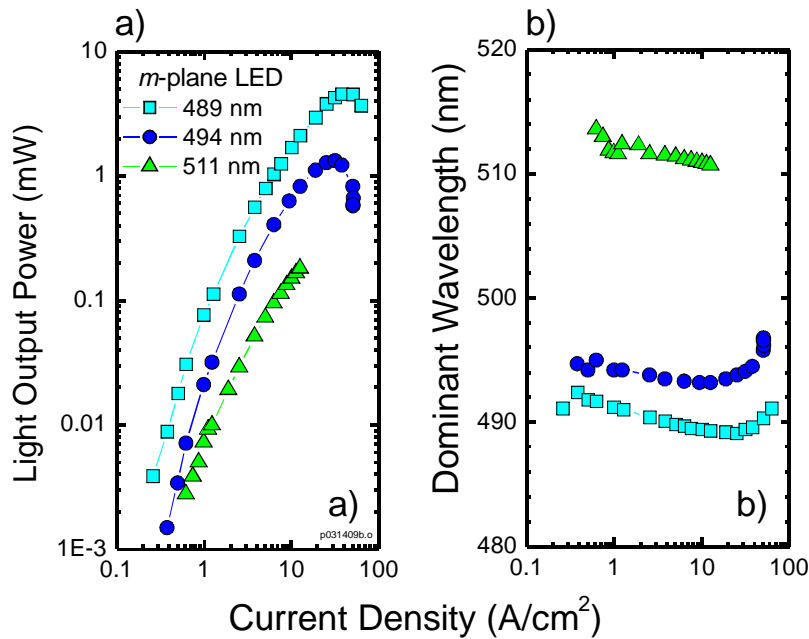 a)
b)
Light Output Power (mW)
10
1
0.1
0.01
1E-3
m-plane LED
489 nm
494 nm
511 nm
a)
p031409b.o
0.1
1
10
100
Dominant Wavelength (nm)
520
510
500
490
480
b)
0.1
1
10
100
Current Density (A/cm²)